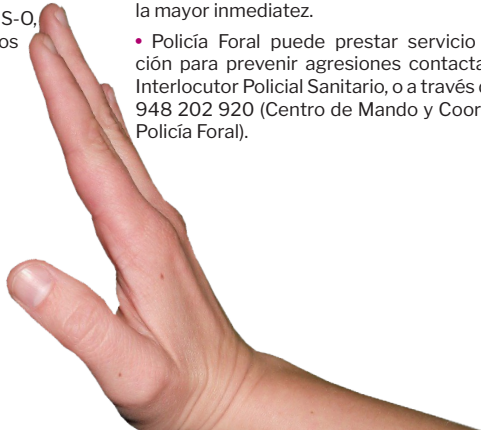 S-O,
os
la mayor inmediatez.
• Policía Foral puede prestar servicio
ción para prevenir agresiones contacta
Interlocutor Policial Sanitario, o a través
948 202 920 (Centro de Mando y Coor
Policía Foral).